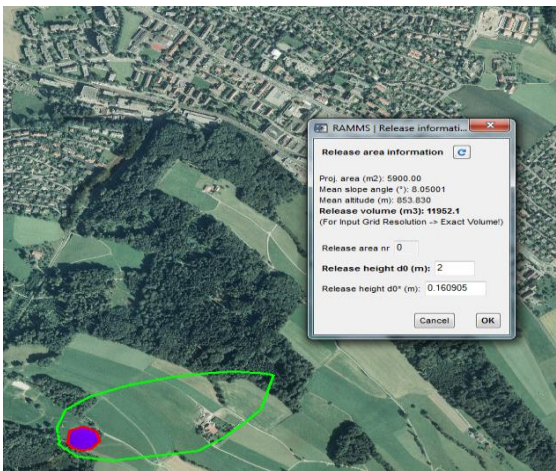 RAMMS | Release informati...
Release area information
Proj. area (m2): 5900.00
Mean slope angle (°): 8.05001
Mean altitude (m): 853.830
Release volume (m3): 11952.1
(For Input Grid Resolution -> Exact Volume!)
Release area nr 0
Release height d0 (m): 2
Release height d0* (m): 0.160905
Cancel OK